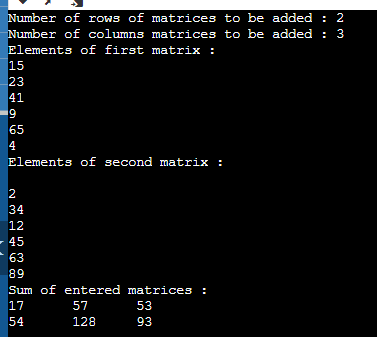 Number of rows of matrices to be added : 2
Number of columns matrices to be added : 3
Elements of first matrix :
15
23
41
9
65
4
Elements of second matrix :
2
34
12
45
63
89
Sum of entered matrices :
17 57 53
54 128 93